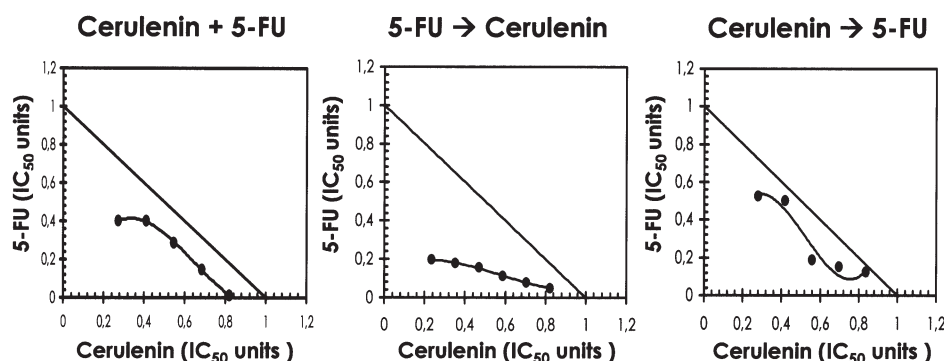 Cerulenin + 5-FU
5-FU (IC50 units)
1,2
1
0,8
0,6
0,4
0,2
0
0 0,2 0,4 0,6 0,8 1 1,2
Cerulenin (IC50 units )
5-FU → Cerulenin
5-FU (IC50 units)
1,2
1
0,8
0,6
0,4
0,2
0
0 0,2 0,4 0,6 0,8 1 1,2
Cerulenin (IC50 units )
Cerulenin → 5-FU
5-FU (IC50 units)
1,2
1
0,8
0,6
0,4
0,2
0
0 0,2 0,4 0,6 0,8 1 1,2
Cerulenin (IC50 units )